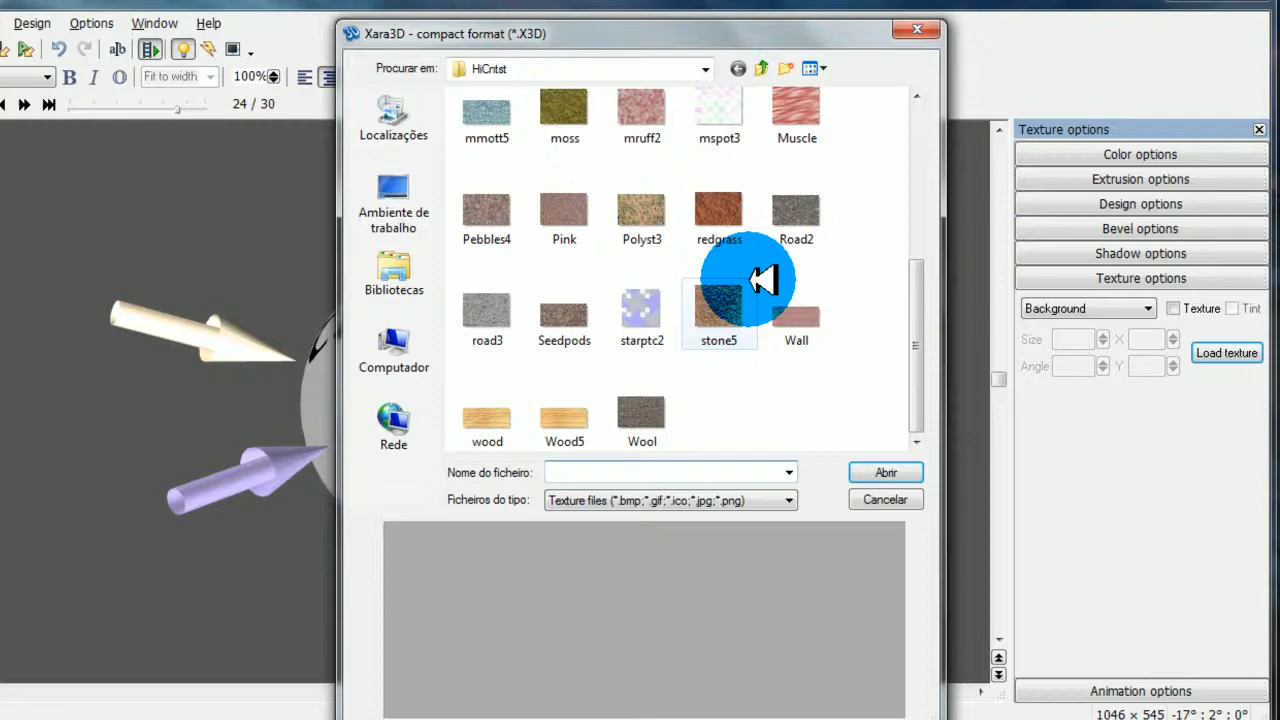 Design Options Window Help
Xara3D - compact format (*.X3D)
B I O Fit to width 100%
24 / 30
Procurar em: HiCntst
Localizações
Ambiente de
trabalho
Bibliotecas
Computador
Rede
mmott5 moss mruff2 mspot3 Muscle
Pebbles4 Pink Polyst3 redgrass Road2
road3 Seedpods starptc2 stone5 Wall
wood Wood5 Wool
Nome do ficheiro: Abrir
Ficheiros do tipo: Texture files (*.bmp;*.gif;*.ico;*.jpg;*.png) Cancelar
Texture options
Color options
Extrusion options
Design options
Bevel options
Shadow options
Texture options
Background Texture Tint
Size X Load texture
Angle Y
Animation options
1046 × 545 -17° : 2° : 0°